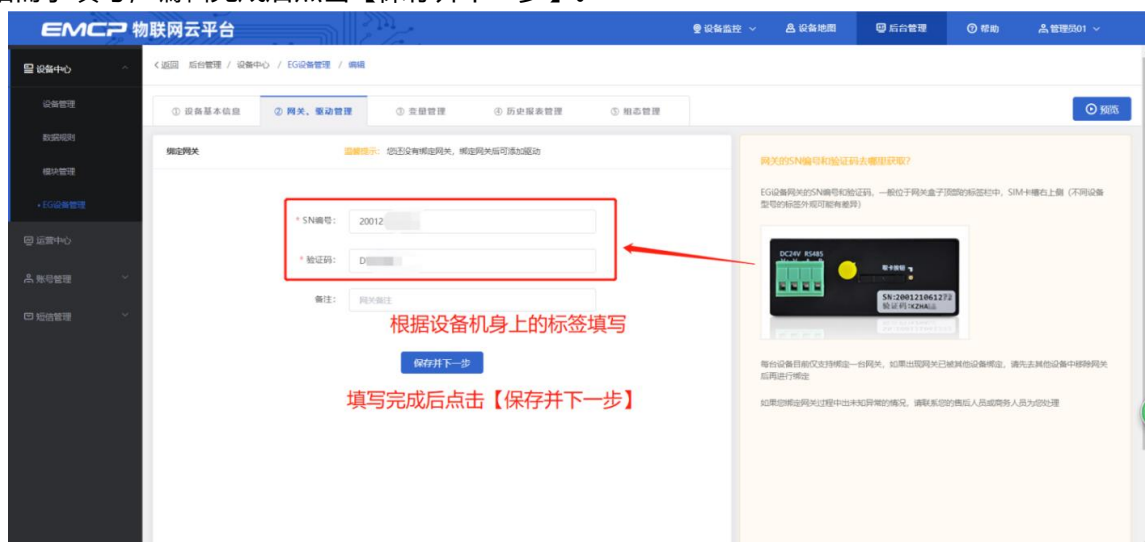 EMCP 物联网云平台
设备监控
设备地图
后台管理
帮助
管理员01
设备中心
设备管理
数据规则
模块管理
• EG设备管理
运营中心
账号管理
短信管理
< 返回 后台管理 / 设备中心 / EG设备管理 / 编辑
① 设备基本信息
② 网关、驱动管理
③ 变量管理
④ 历史报表管理
⑤ 组态管理
预览
绑定网关
温馨提示: 您还没有绑定网关，绑定网关后可添加驱动
* SN编号: 20012
* 验证码: D
备注: 网关备注
根据设备机身上的标签填写
保存并下一步
填写完成后点击【保存并下一步】
网关的SN编号和验证码去哪里获取?
EG设备网关的SN编号和验证码，一般位于网关盒子顶部的标签栏中，SIM卡槽右上侧（不同设备
型号的标签外观可能有差异）
DC24V RS485
取卡按钮
SN:200121061272
验证码:KZHA
每台设备目前仅支持绑定一台网关，如果出现网关已被其他设备绑定，请先去其他设备中移除网关
后再进行绑定
如果您绑定网关过程中出未知异常的情况，请联系您的售后人员或商务人员为您处理